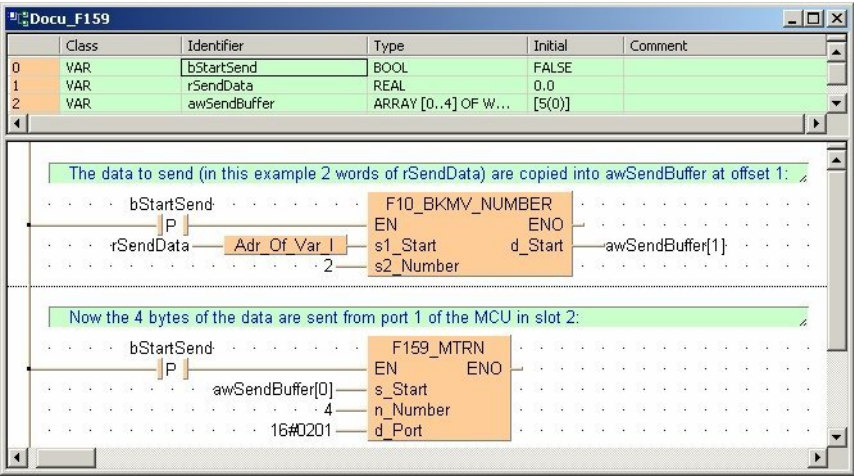 Docu_F159
Class Identifier Type Initial Comment
0 VAR bStartSend BOOL FALSE
1 VAR rSendData REAL 0.0
2 VAR awSendBuffer ARRAY [0..4] OF W... [5(0)]
The data to send (in this example 2 words of rSendData) are copied into awSendBuffer at offset 1:
bStartSend F10_BKMV_NUMBER
P EN ENO
rSendData Adr_Of_Var_I s1_Start d_Start awSendBuffer[1]
2 s2_Number
Now the 4 bytes of the data are sent from port 1 of the MCU in slot 2:
bStartSend F159_MTRN
P EN ENO
awSendBuffer[0] s_Start
4 n_Number
16#0201 d_Port